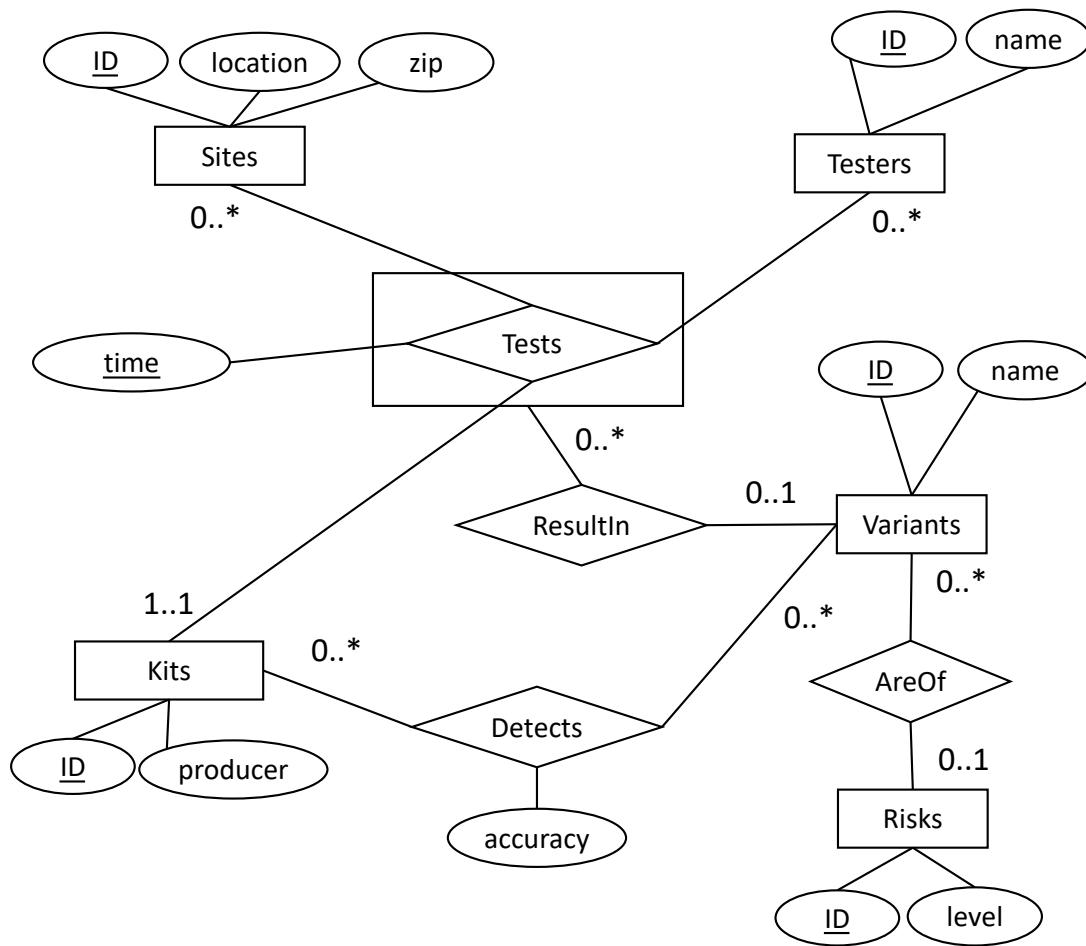 ID
location
zip
ID
name
Sites
Testers
0..*
0..*
Tests
time
ID
name
0..*
0..1
ResultIn
Variants
0..*
1..1
0..*
0..*
Kits
AreOf
Detects
ID
producer
0..1
Risks
accuracy
ID
level